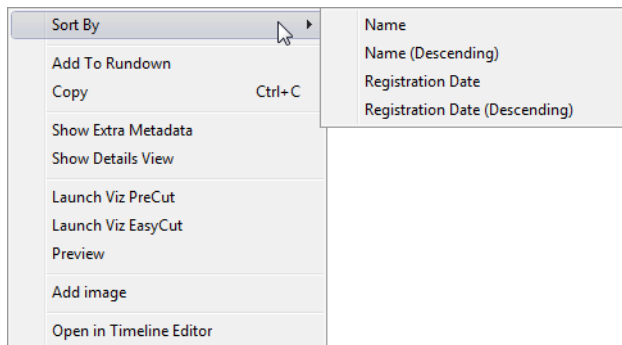 Sort By
Add To Rundown
Copy Ctrl+C
Show Extra Metadata
Show Details View
Launch Viz PreCut
Launch Viz EasyCut
Preview
Add image
Open in Timeline Editor
Name
Name (Descending)
Registration Date
Registration Date (Descending)